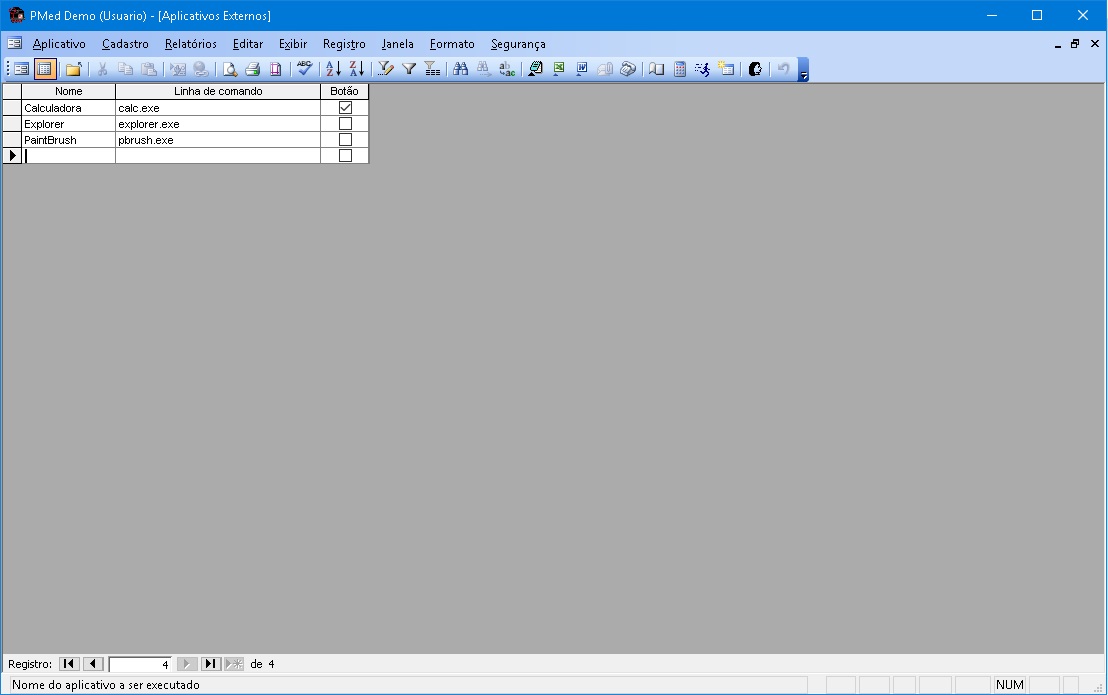 PMed Demo (Usuario) - [Aplicativos Externos]
Aplicativo Cadastro Relatórios Editar Exibir Registro Janela Formato Segurança
Nome Linha de comando Botão
Calculadora calc.exe
Explorer explorer.exe
PaintBrush pbrush.exe
Registro: 4 de 4
Nome do aplicativo a ser executado NUM